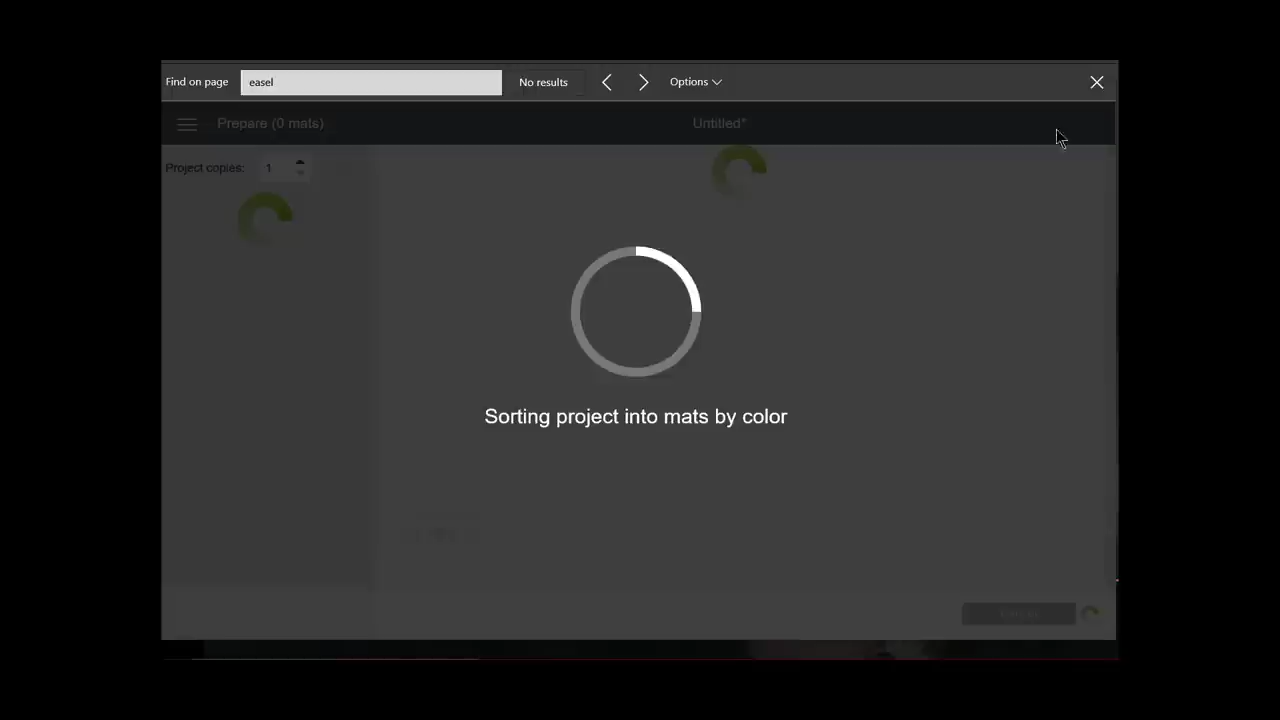 Find on page easel No results Options
Prepare (0 mats) Untitled*
Project copies: 1
Sorting project into mats by color